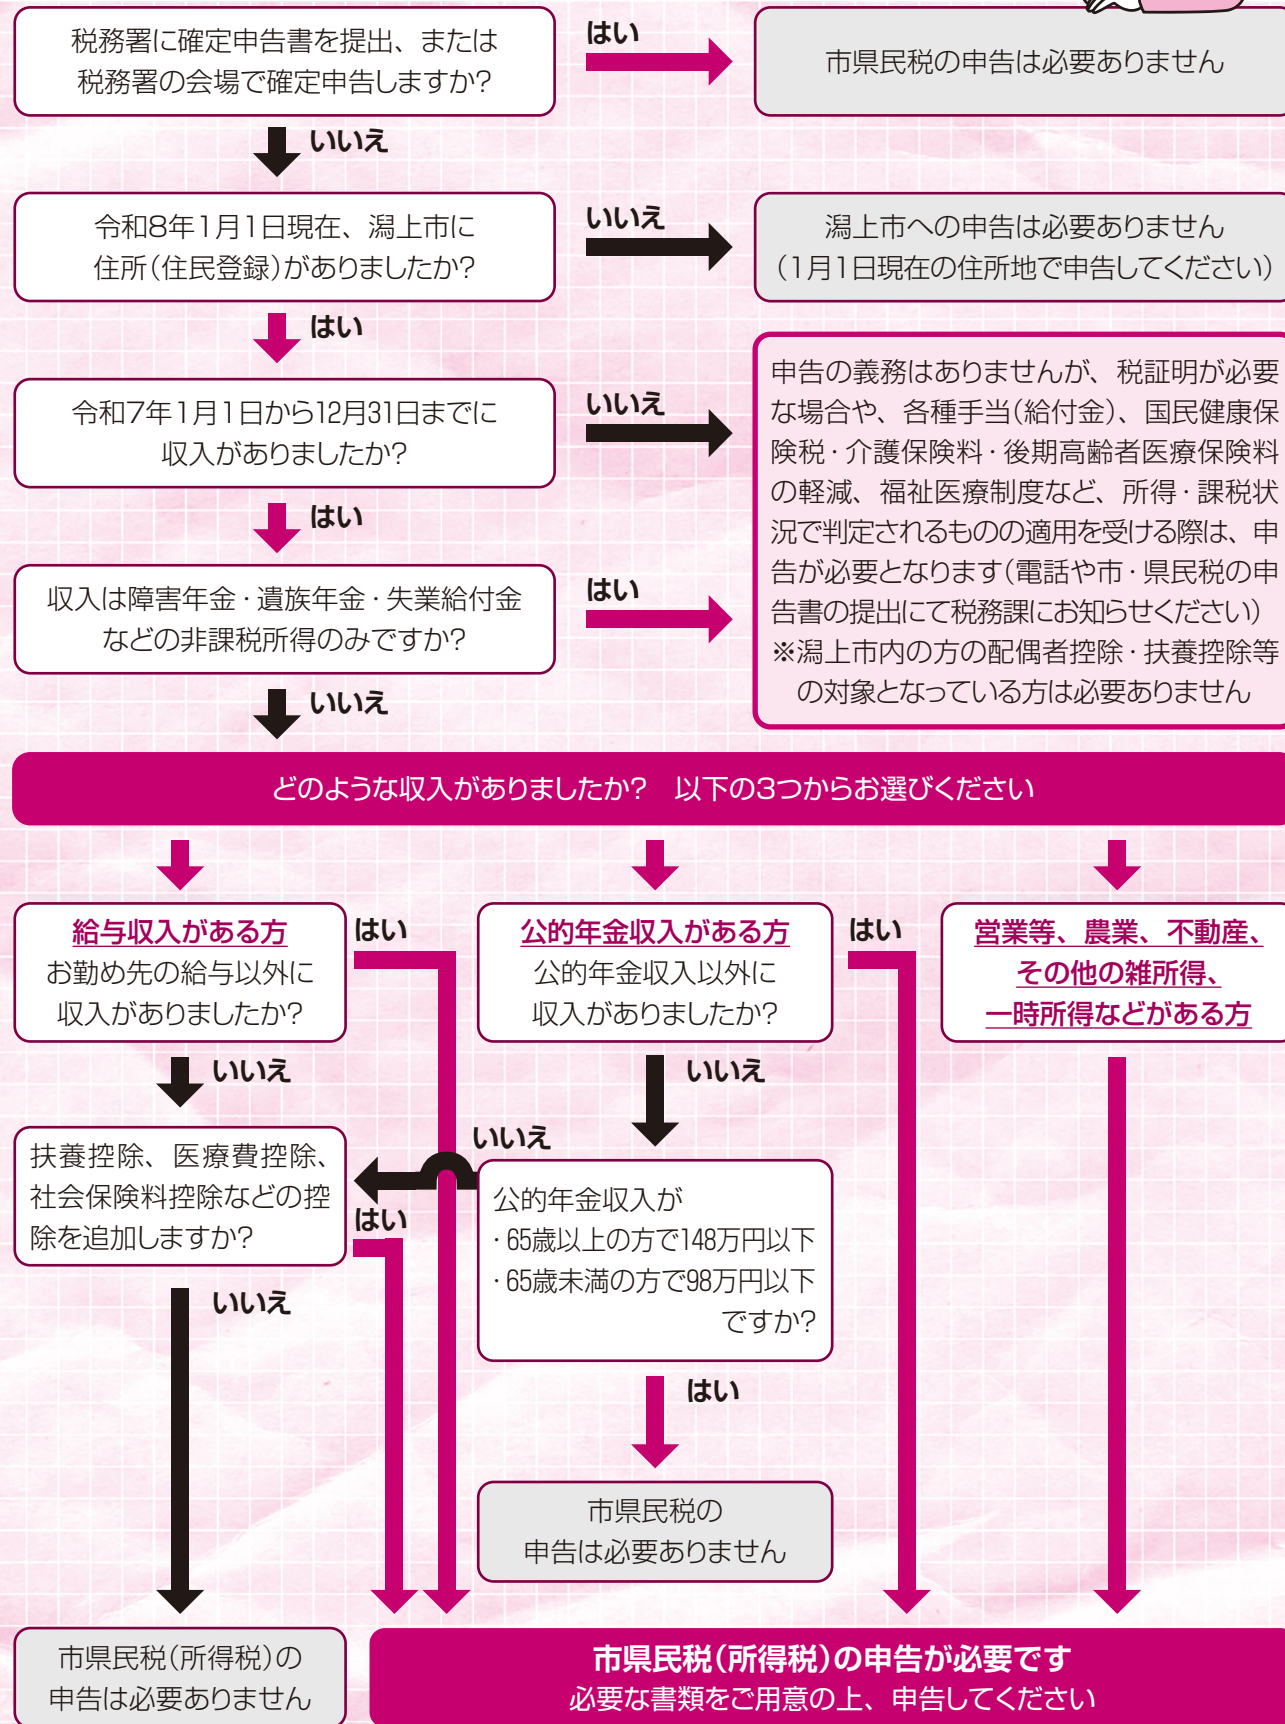 税務署に確定申告書を提出、または
税務署の会場で確定申告しますか?
はい
市県民税の申告は必要ありません
いいえ
令和8年1月1日現在、潟上市に
住所(住民登録)がありましたか?
いいえ
潟上市への申告は必要ありません
(1月1日現在の住所地で申告してください)
はい
令和7年1月1日から12月31日までに
収入がありましたか?
いいえ
申告の義務はありませんが、税証明が必要
な場合や、各種手当(給付金)、国民健康保
険税・介護保険料・後期高齢者医療保険料
の軽減、福祉医療制度など、所得・課税状
況で判定されるものの適用を受ける際は、申
告が必要となります(電話や市・県民税の申
告書の提出にて税務課にお知らせください)
※潟上市内の方の配偶者控除・扶養控除等
の対象となっている方は必要ありません
はい
収入は障害年金・遺族年金・失業給付金
などの非課税所得のみですか?
はい
いいえ
どのような収入がありましたか? 以下の3つからお選びください
給与収入がある方
お勤め先の給与以外に
収入がありましたか?
はい
公的年金収入がある方
公的年金収入以外に
収入がありましたか?
はい
営業等、農業、不動産、
その他の雑所得、
一時所得などがある方
いいえ
いいえ
扶養控除、医療費控除、
社会保険料控除などの控
除を追加しますか?
はい
いいえ
公的年金収入が
・65歳以上の方で148万円以下
・65歳未満の方で98万円以下
ですか?
いいえ
はい
市県民税の
申告は必要ありません
市県民税(所得税)の
申告は必要ありません
市県民税(所得税)の申告が必要です
必要な書類をご用意の上、申告してください